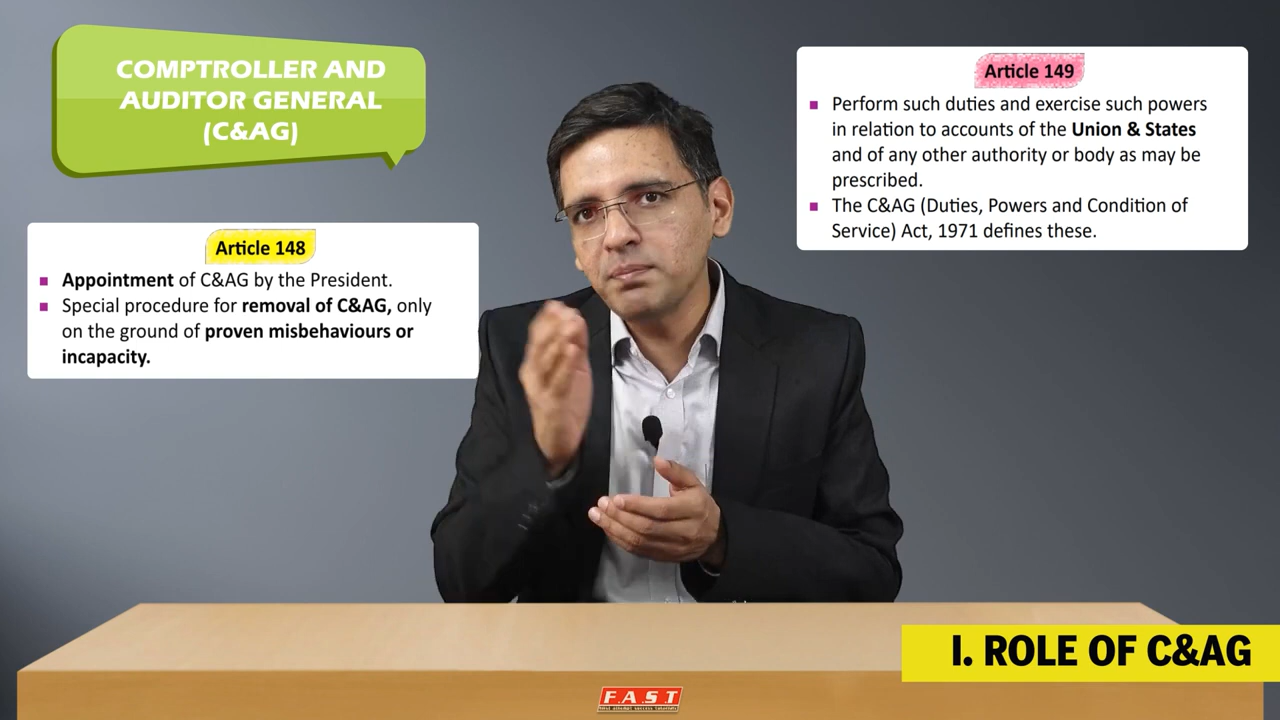 COMPTROLLER AND
AUDITOR GENERAL
(C&AG)
Article 148
▪ Appointment of C&AG by the President.
▪ Special procedure for removal of C&AG, only
on the ground of proven misbehaviours or
incapacity.
Article 149
▪ Perform such duties and exercise such powers
in relation to accounts of the Union & States
and of any other authority or body as may be
prescribed.
▪ The C&AG (Duties, Powers and Condition of
Service) Act, 1971 defines these.
I. ROLE OF C&AG
F.A.S.T